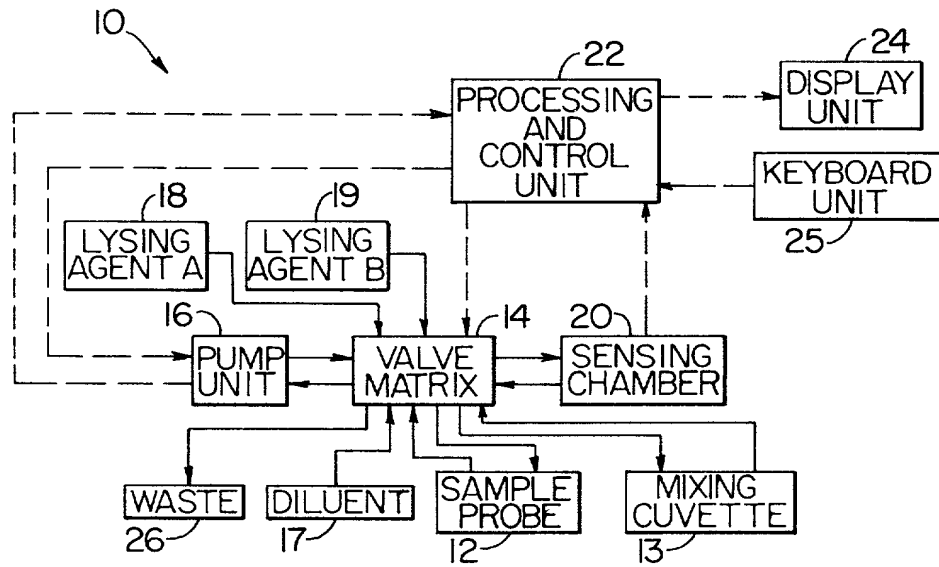 10
22
PROCESSING
AND
CONTROL
UNIT
24
DISPLAY
UNIT
KEYBOARD
UNIT
25
18
LYSING
AGENT A
19
LYSING
AGENT B
16
PUMP
UNIT
14
VALVE
MATRIX
20
SENSING
CHAMBER
WASTE
26
DILUENT
17
SAMPLE
PROBE
12
MIXING
CUVETTE
13